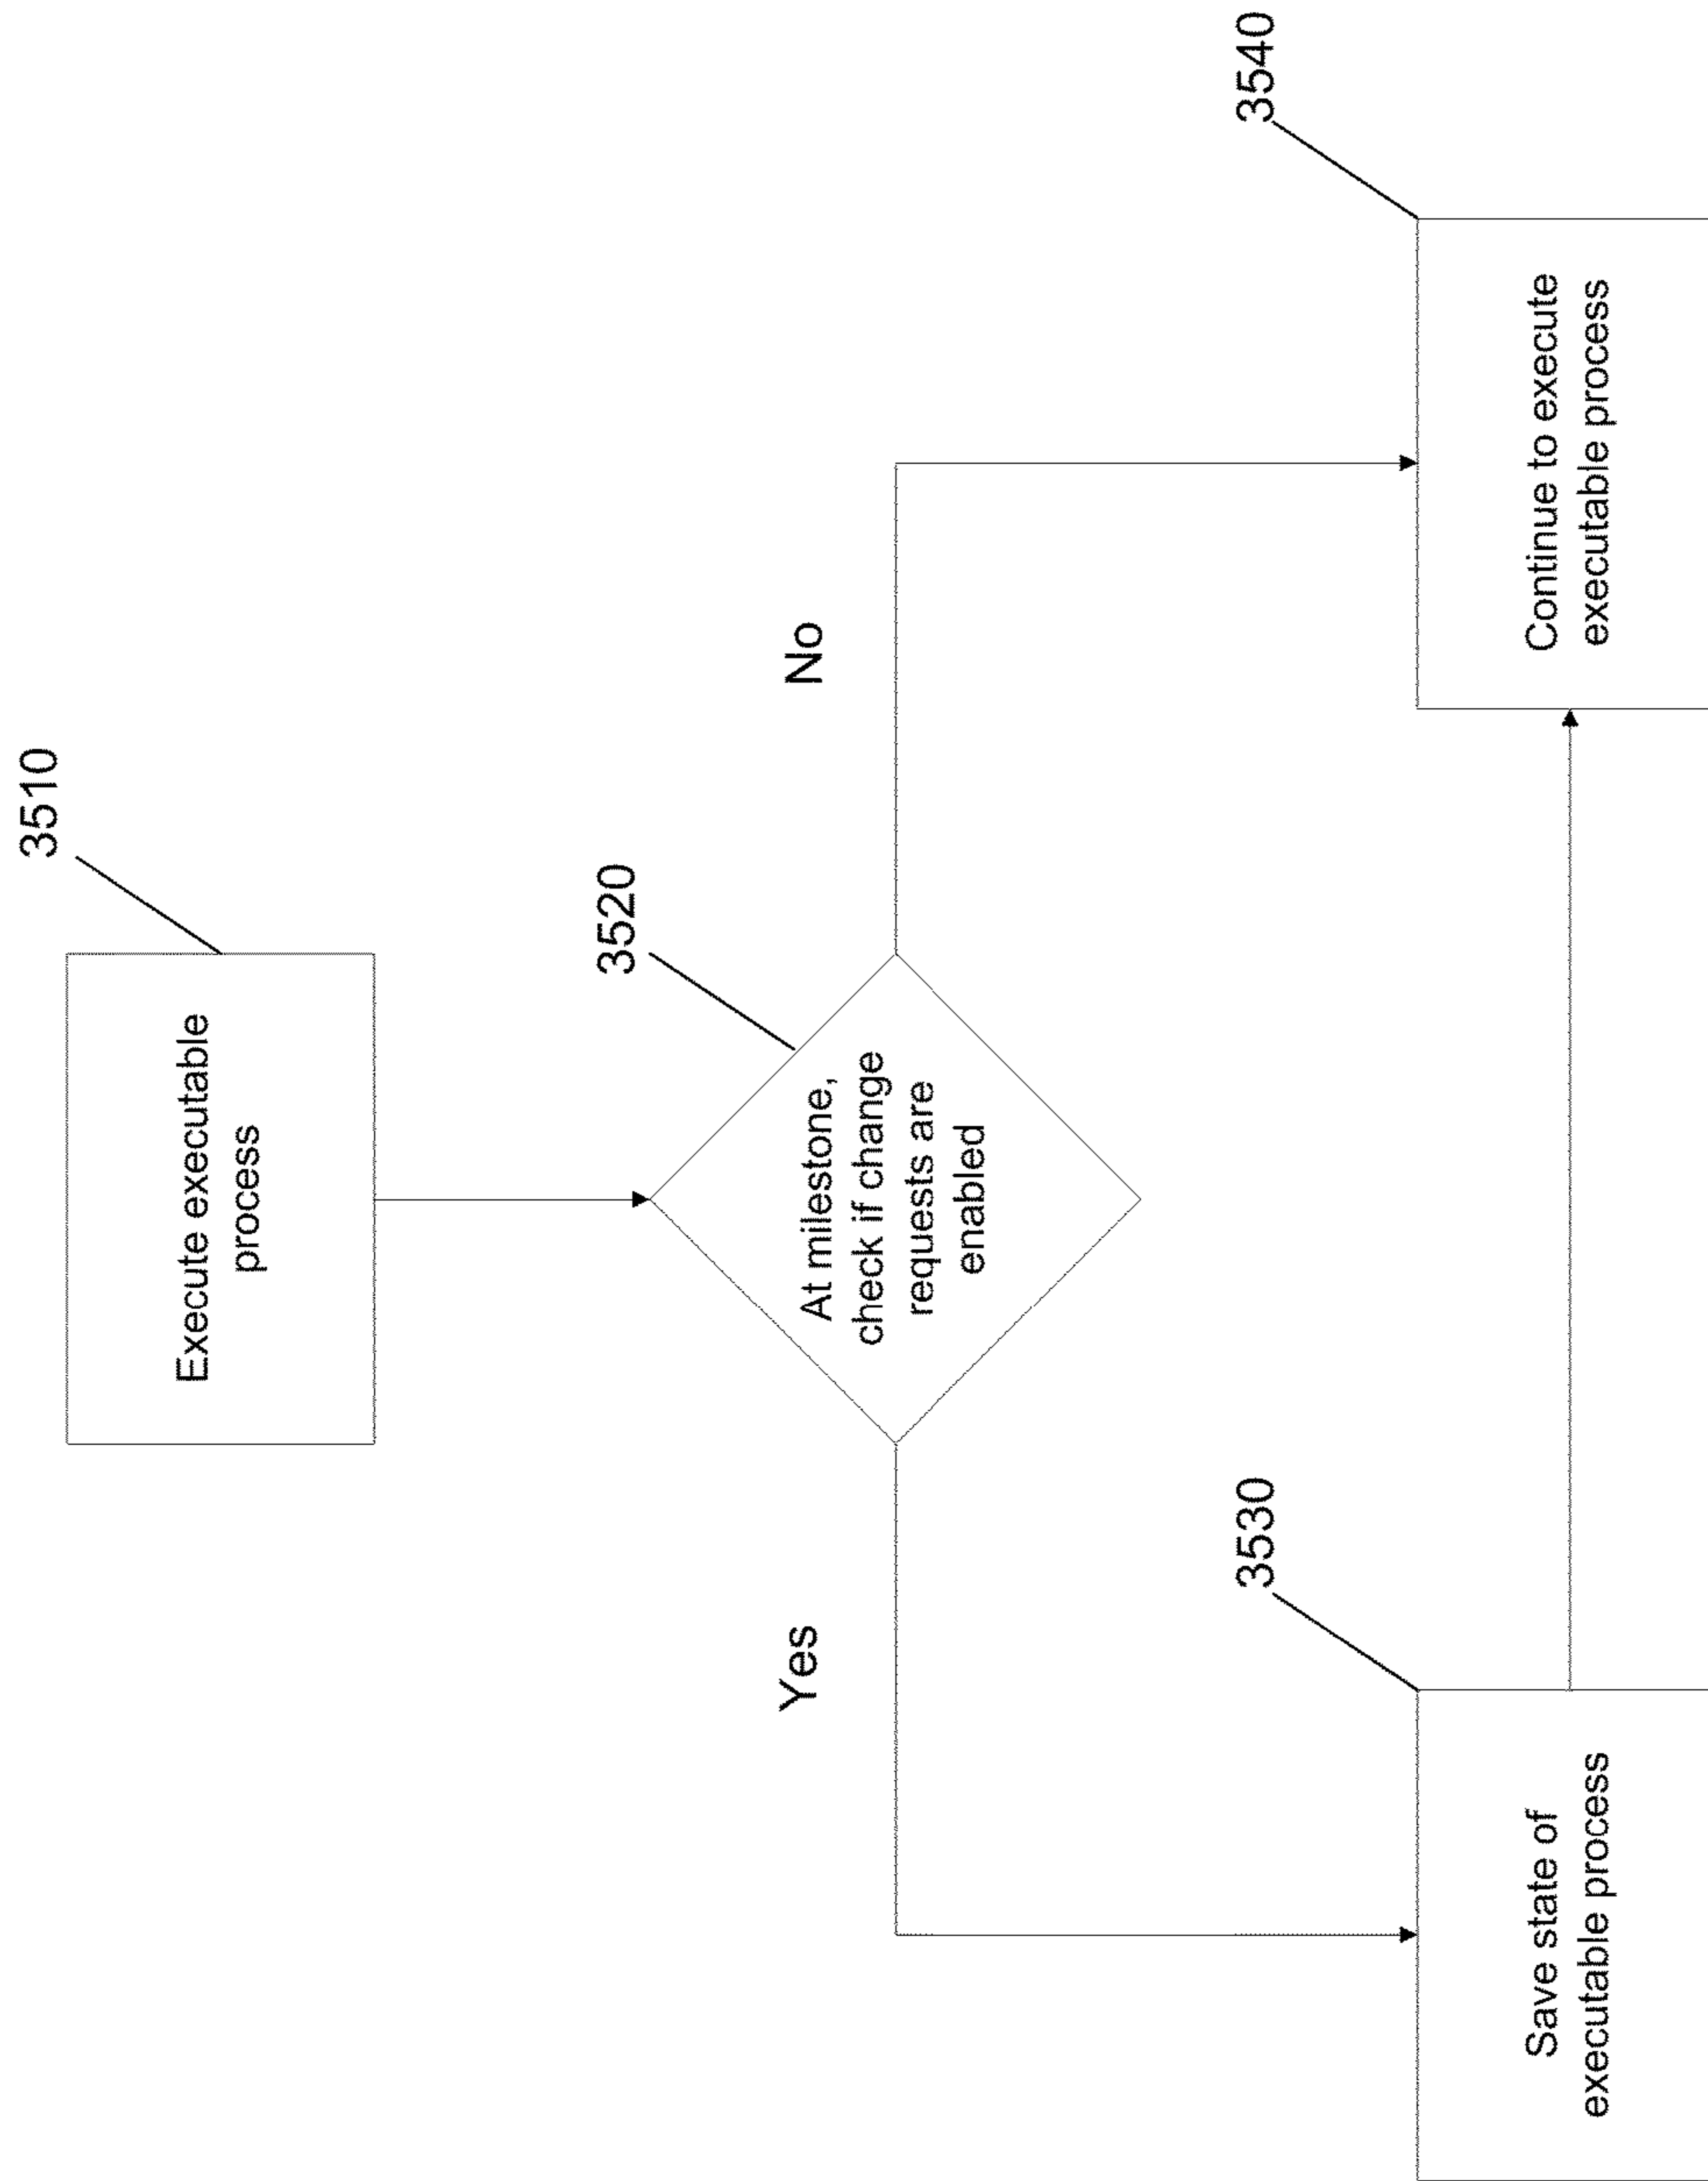 3510
Execute executable
process
3520
At milestone,
check if change
requests are
enabled
Yes
No
3530
Save state of
executable process
3540
Continue to execute
executable process